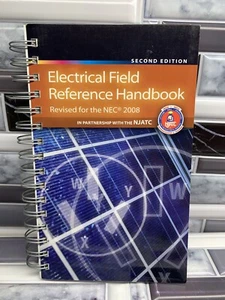 SECOND EDITION
Electrical Field
Reference Handbook
Revised for the NEC® 2008
IN PARTNERSHIP WITH THE NJATC